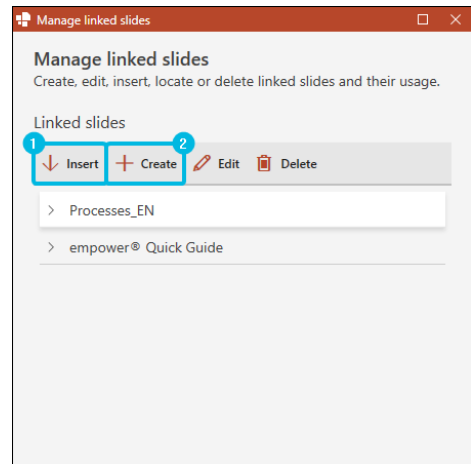 Manage linked slides
Manage linked slides
Create, edit, insert, locate or delete linked slides and their usage.
Linked slides
1 2
Insert Create Edit Delete
Processes_EN
empower® Quick Guide